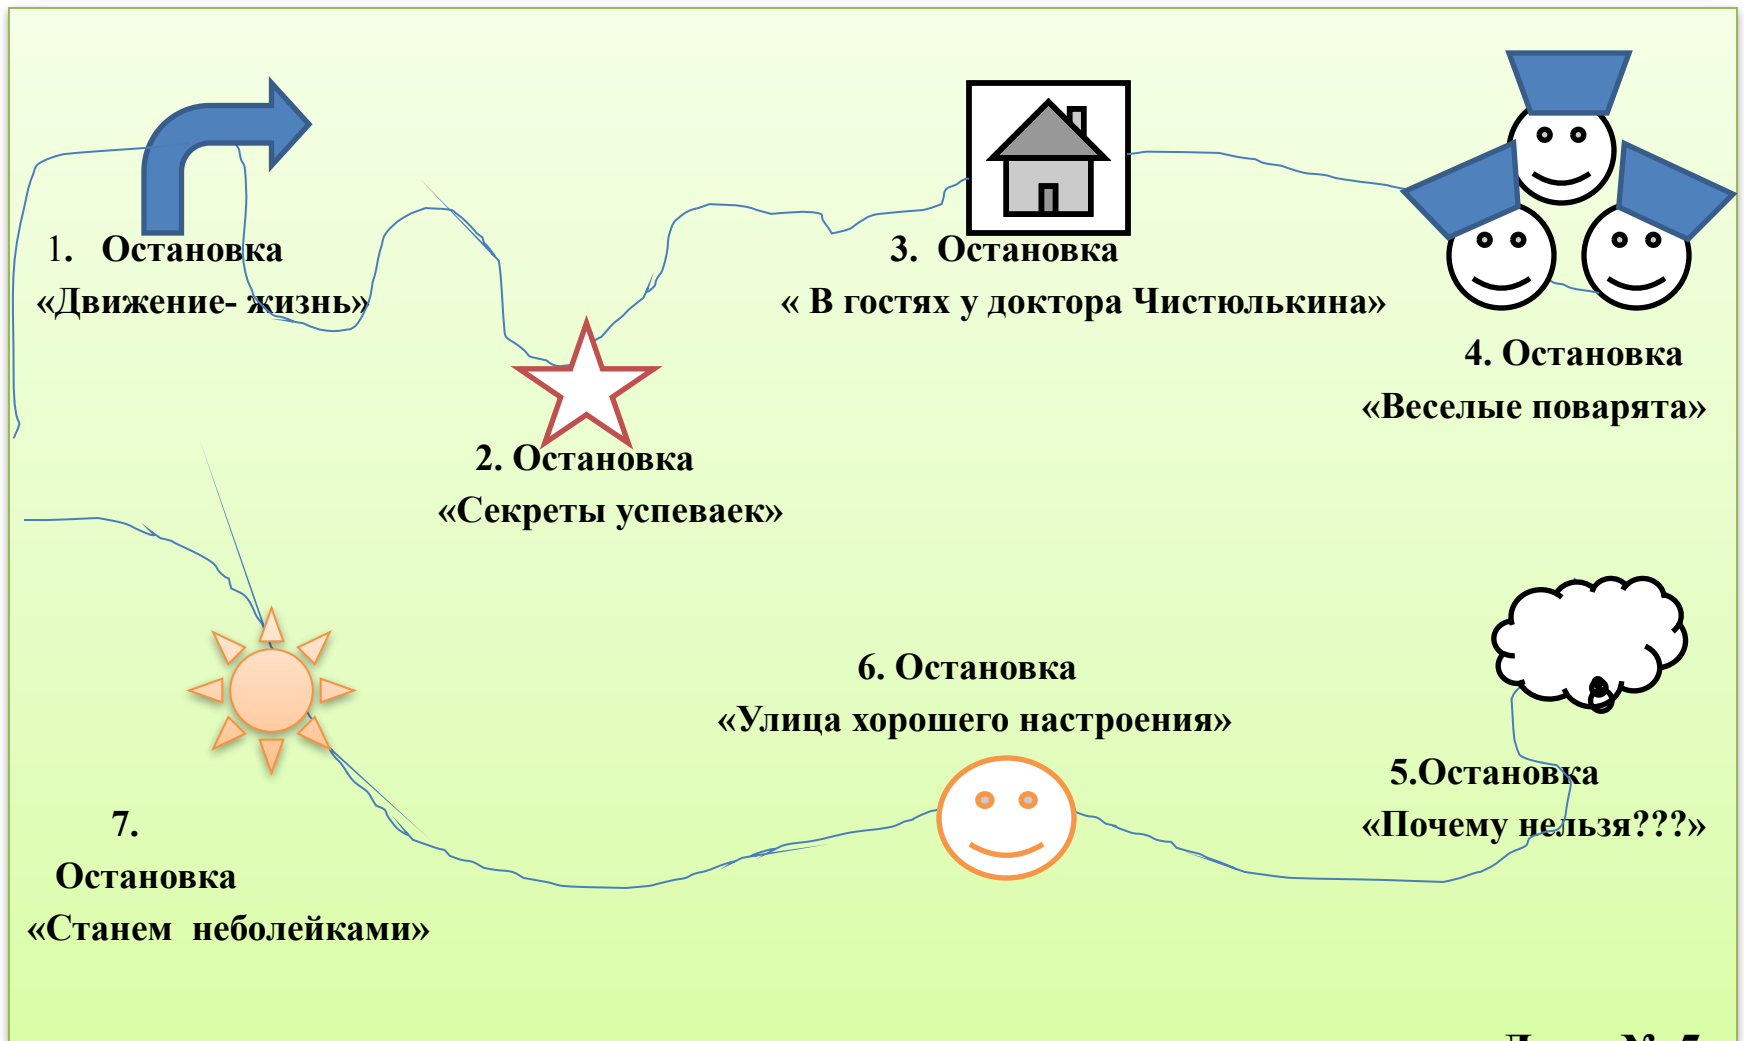 1. Остановка
«Движение- жизнь»
2. Остановка
«Секреты успеваек»
3. Остановка
« В гостях у доктора Чистюлькина»
4. Остановка
«Веселые поварята»
5.Остановка
«Почему нельзя???»
6. Остановка
«Улица хорошего настроения»
7.
Остановка
«Станем неболейками»